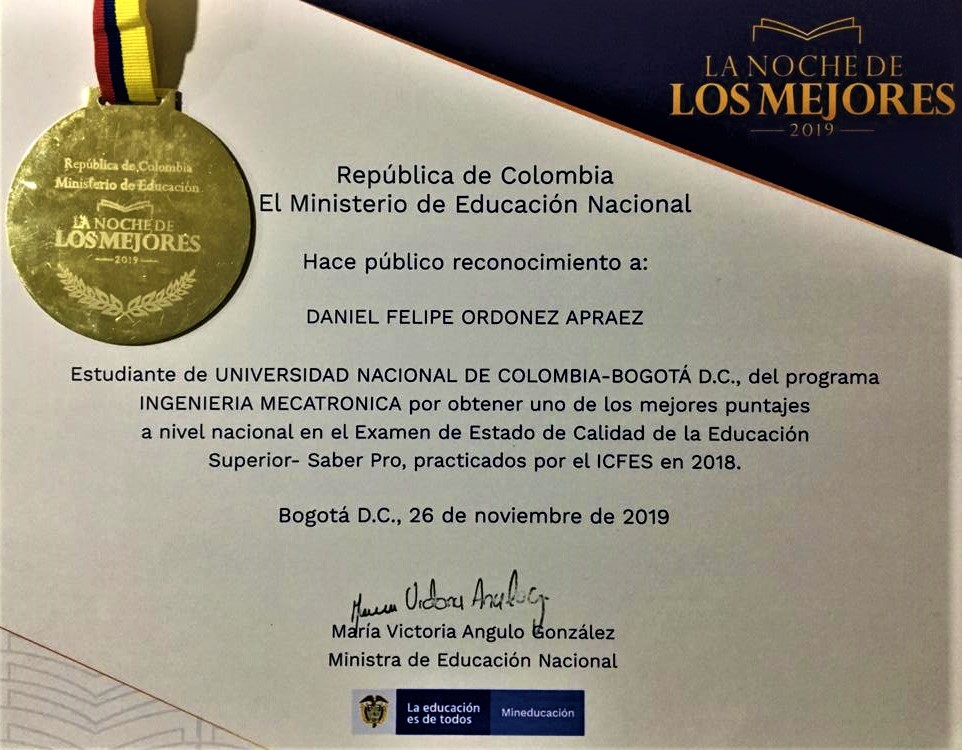 LA NOCHE DE
LOS MEJORES
2019
República de Colombia
Ministerio de Educación
LA NOCHE DE
LOS MEJORES
2019
República de Colombia
El Ministerio de Educación Nacional
Hace público reconocimiento a:
DANIEL FELIPE ORDONEZ APRAEZ
Estudiante de UNIVERSIDAD NACIONAL DE COLOMBIA-BOGOTÁ D.C., del programa
INGENIERIA MECATRONICA por obtener uno de los mejores puntajes
a nivel nacional en el Examen de Estado de Calidad de la Educación
Superior- Saber Pro, practicados por el ICFES en 2018.
Bogotá D.C., 26 de noviembre de 2019
María Victoria Angulo González
Ministra de Educación Nacional
La educación
es de todos
Mineducación